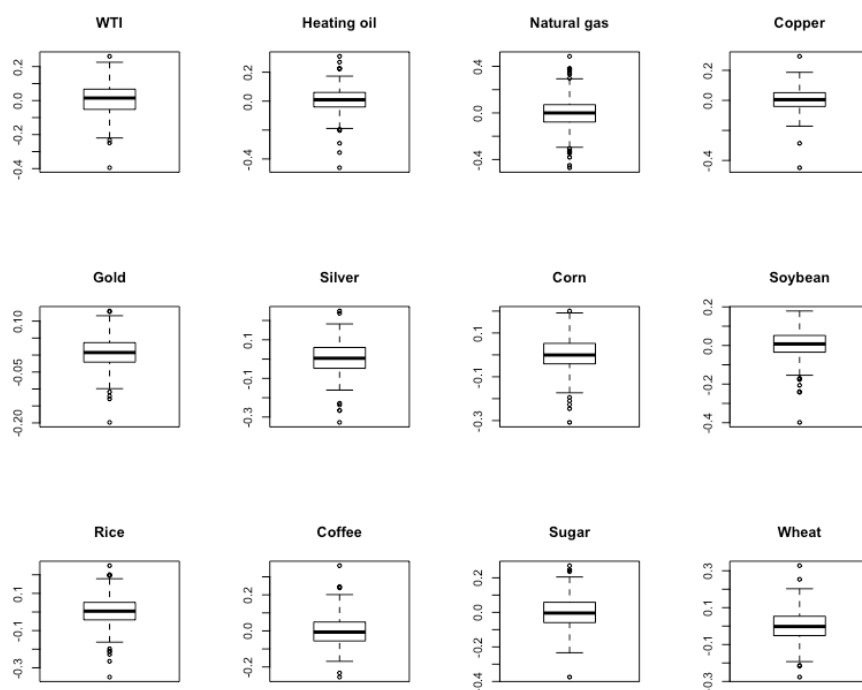 WTI
-0.4 -0.2 0.0 0.2
Heating oil
-0.4 0.0 0.2
Natural gas
-0.4 0.0 0.2 0.4
Copper
-0.4 0.0 0.2
Gold
-0.20 -0.05 0.10
Silver
-0.3 -0.1 0.1
Corn
-0.3 -0.1 0.1
Soybean
-0.4 -0.2 0.0 0.2
Rice
-0.3 -0.1 0.1
Coffee
-0.2 0.0 0.2
Sugar
-0.4 -0.2 0.0 0.2
Wheat
-0.3 -0.1 0.1 0.3